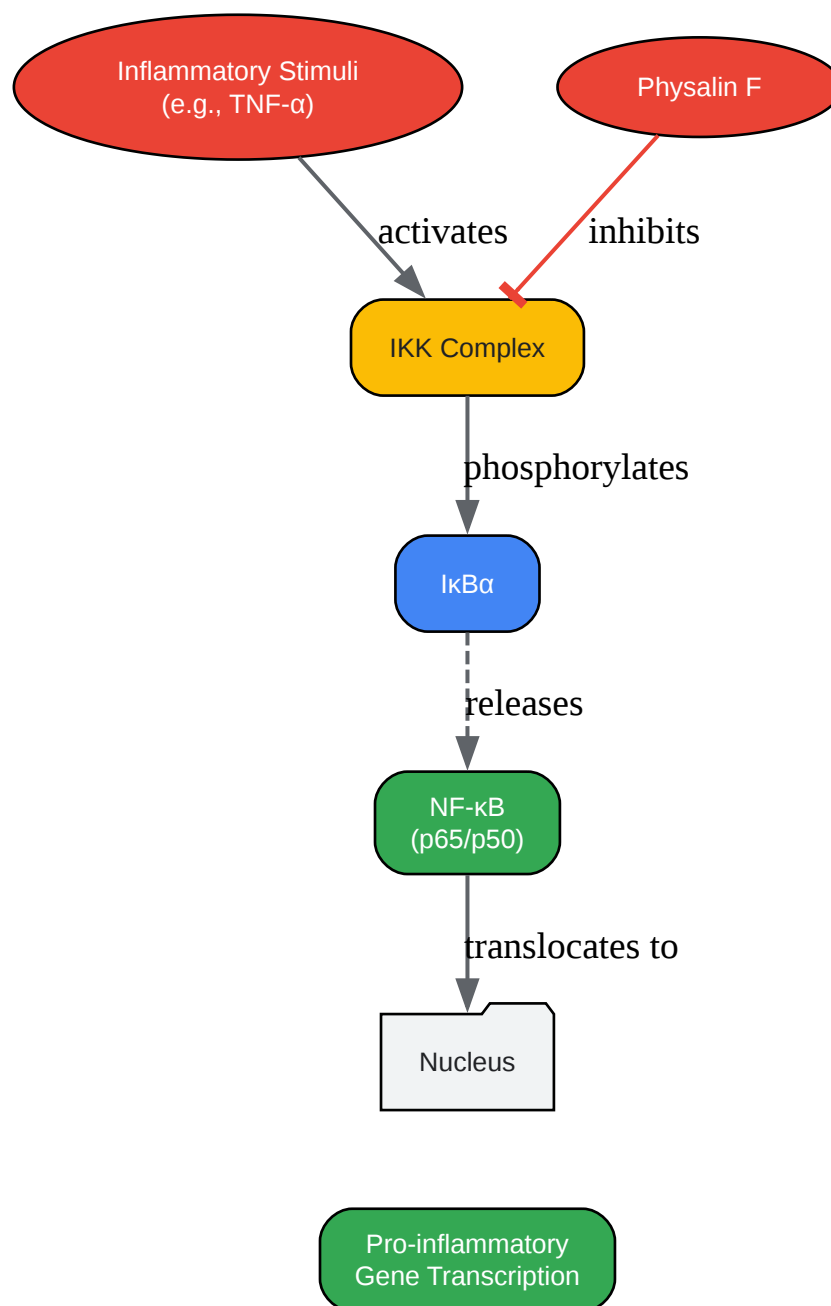 Inflammatory Stimuli
(e.g., TNF-α)
Physalin F
activates
inhibits
IKK Complex
phosphorylates
IκBα
releases
NF-κB
(p65/p50)
translocates to
Nucleus
Pro-inflammatory
Gene Transcription